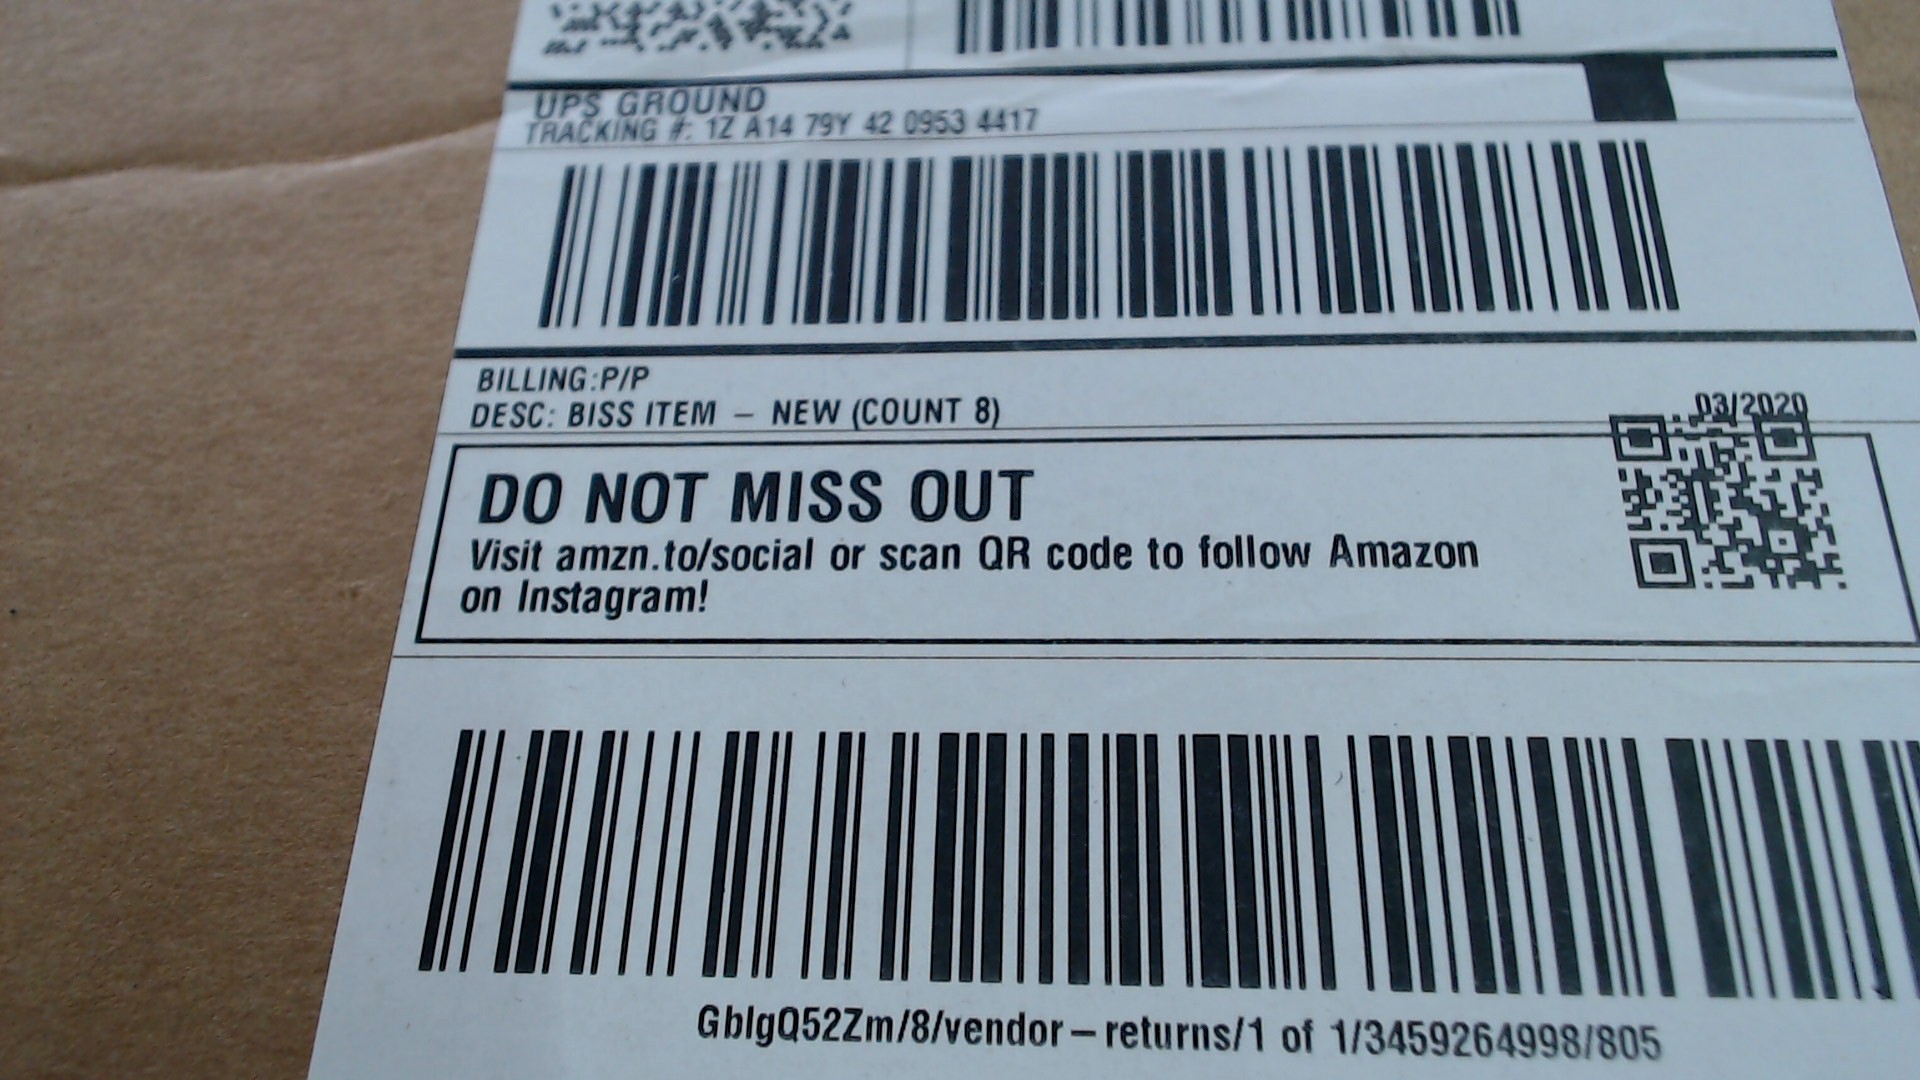 UPS GROUND
TRACKING #: 1Z A14 79Y 42 0953 4417
BILLING:P/P
DESC: BISS ITEM – NEW (COUNT 8)
03/2020
DO NOT MISS OUT
Visit amzn.to/social or scan QR code to follow Amazon
on Instagram!
GblgQ52Zm/8/vendor–returns/1 of 1/3459264998/805